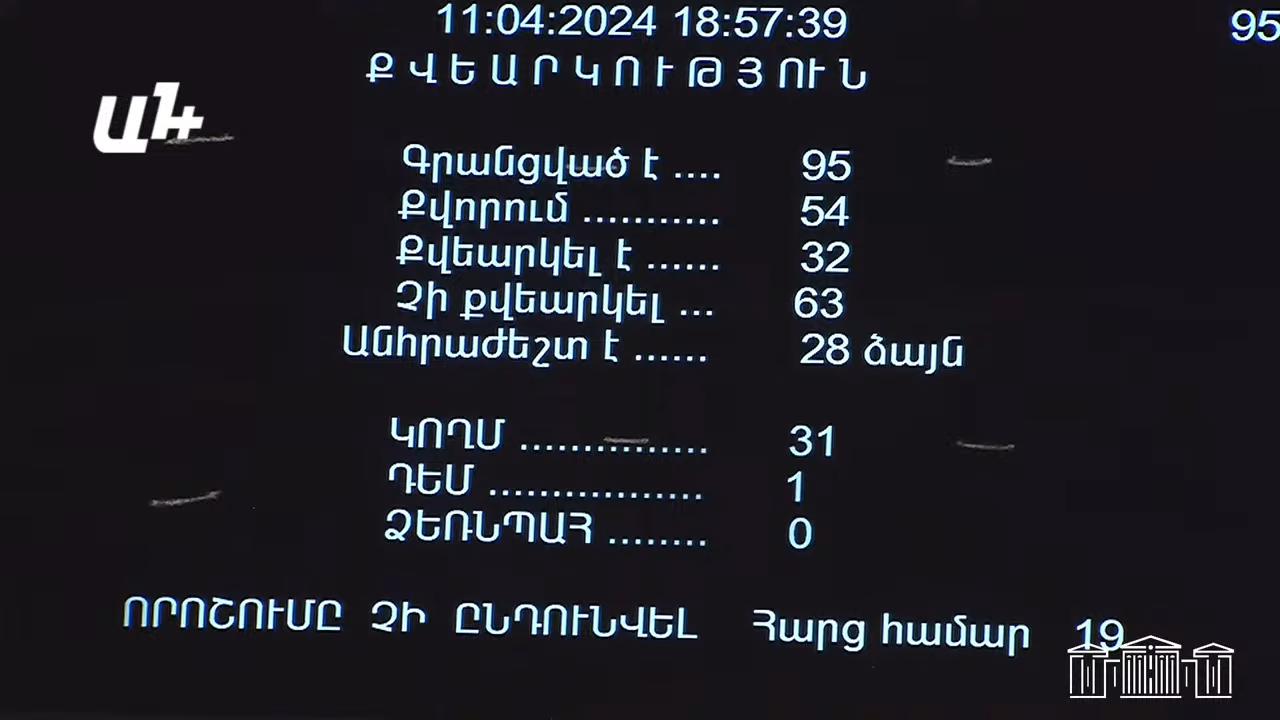 11:04:2024 18:57:39 95
ՔՎԵԱՐԿՈՒԹՅՈՒՆ
ԱԺ
Գրանցված է .... 95
Քվորում ........... 54
Քվեարկել է ...... 32
Չի քվեարկել ... 63
Անհրաժեշտ է ...... 28 ձայն
ԿՈՂՄ ............... 31
ԴԵՄ ................. 1
ՁԵՌՆՊԱՀ ........ 0
ՈՐՈՇՈՒՄԸ ՉԻ ԸՆԴՈՒՆՎԵԼ Հարց համար 19